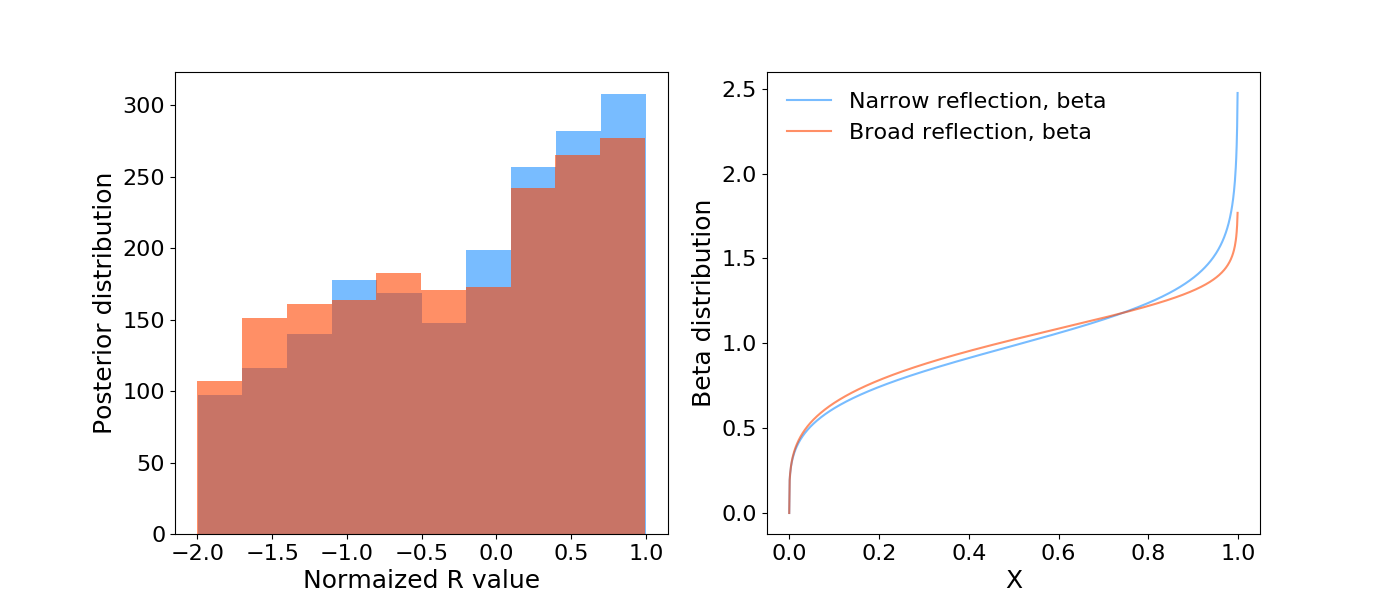 Posterior distribution
300
250
200
150
100
50
0
−2.0 −1.5 −1.0 −0.5 0.0 0.5 1.0
Normaized R value
Beta distribution
2.5
2.0
1.5
1.0
0.5
0.0
Narrow reflection, beta
Broad reflection, beta
0.0 0.2 0.4 0.6 0.8 1.0
X